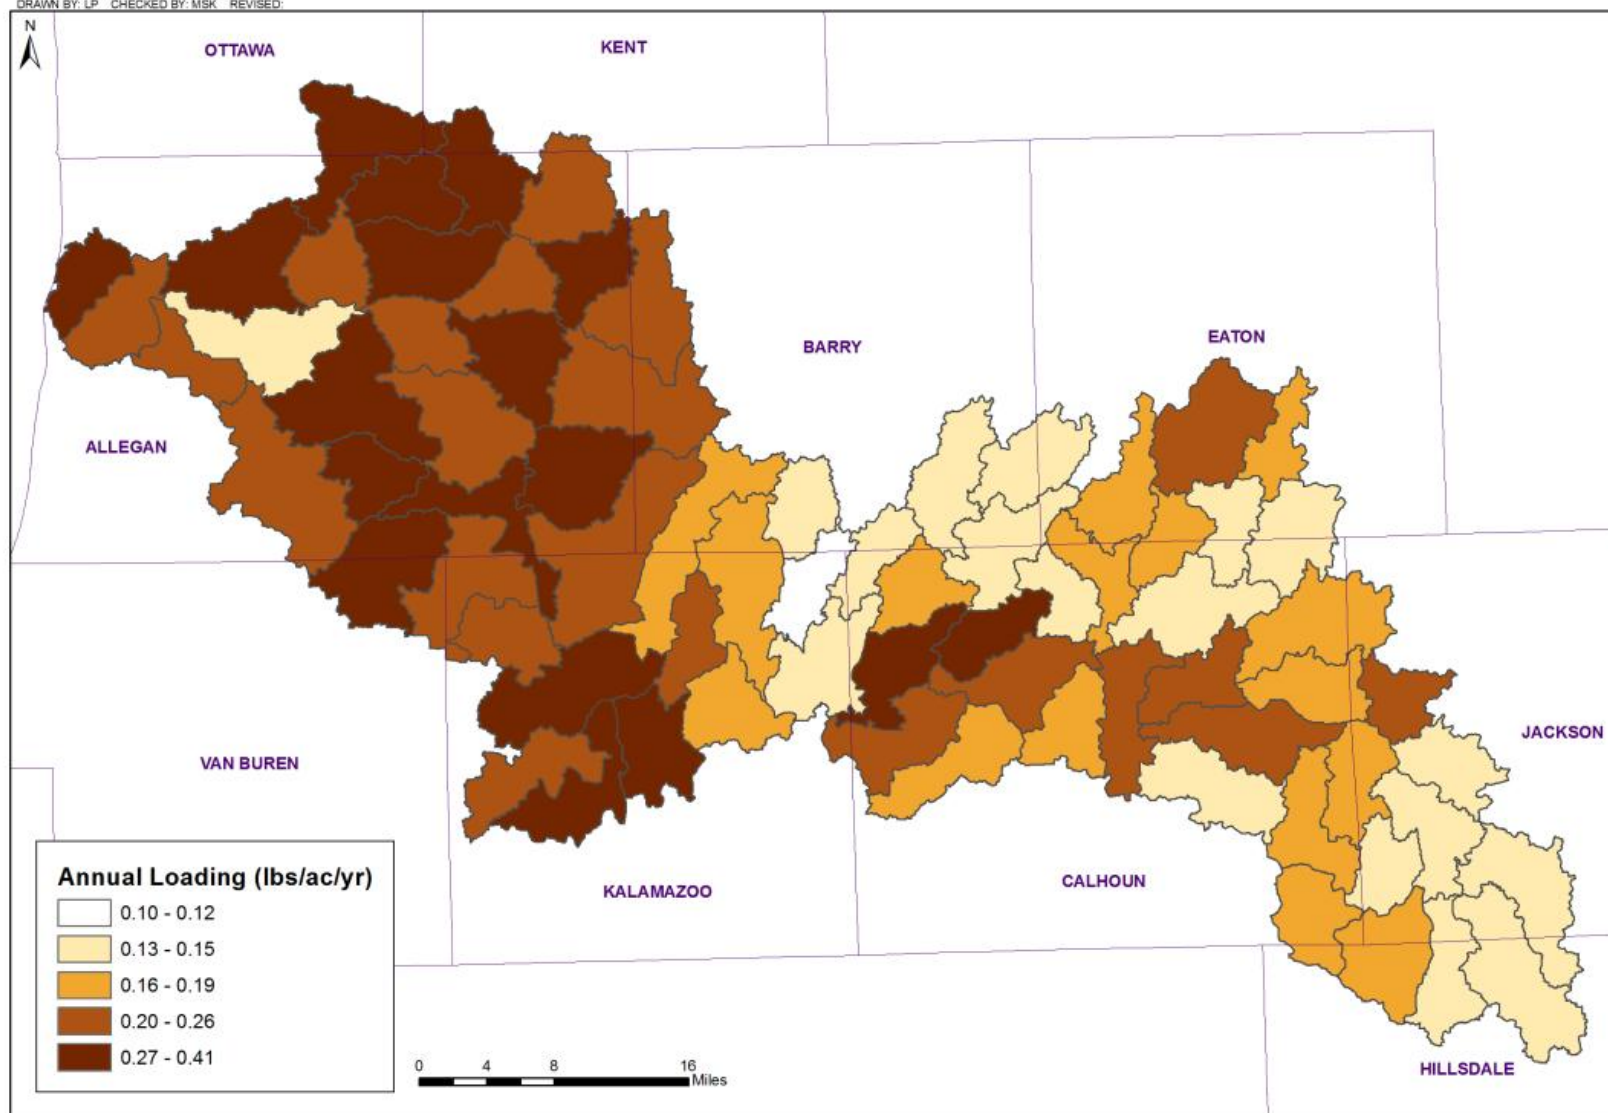 DRAWN BY: LP CHECKED BY: MSK REVISED:
N
OTTAWA
KENT
BARRY
EATON
ALLEGAN
VAN BUREN
JACKSON
KALAMAZOO
CALHOUN
HILLSDALE
Annual Loading (lbs/ac/yr)
0.10 - 0.12
0.13 - 0.15
0.16 - 0.19
0.20 - 0.26
0.27 - 0.41
0 4 8 16
Miles